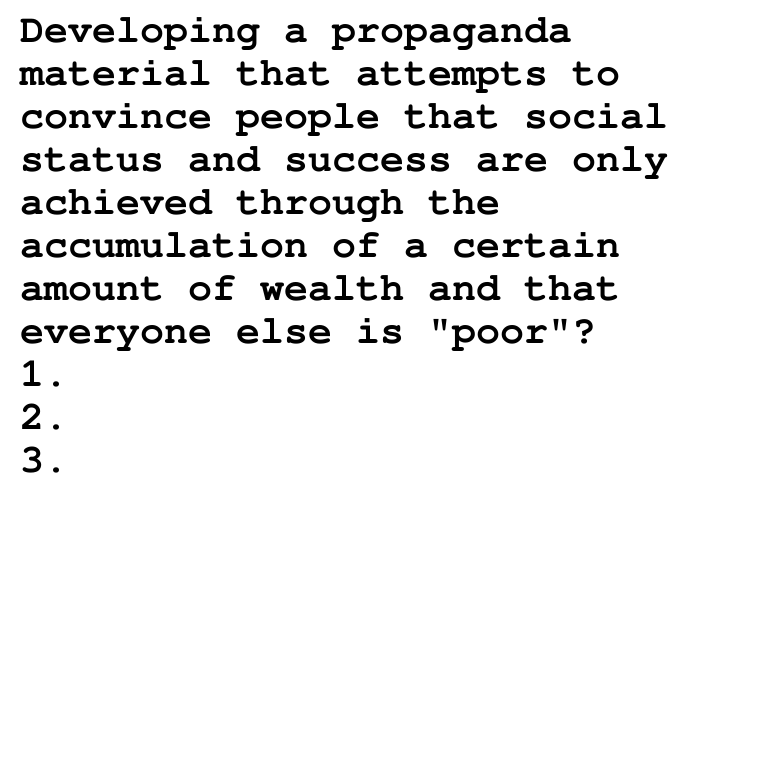 Developing a propaganda
material that attempts to
convince people that social
status and success are only
achieved through the
accumulation of a certain
amount of wealth and that
everyone else is "poor"?
1.
2.
3.